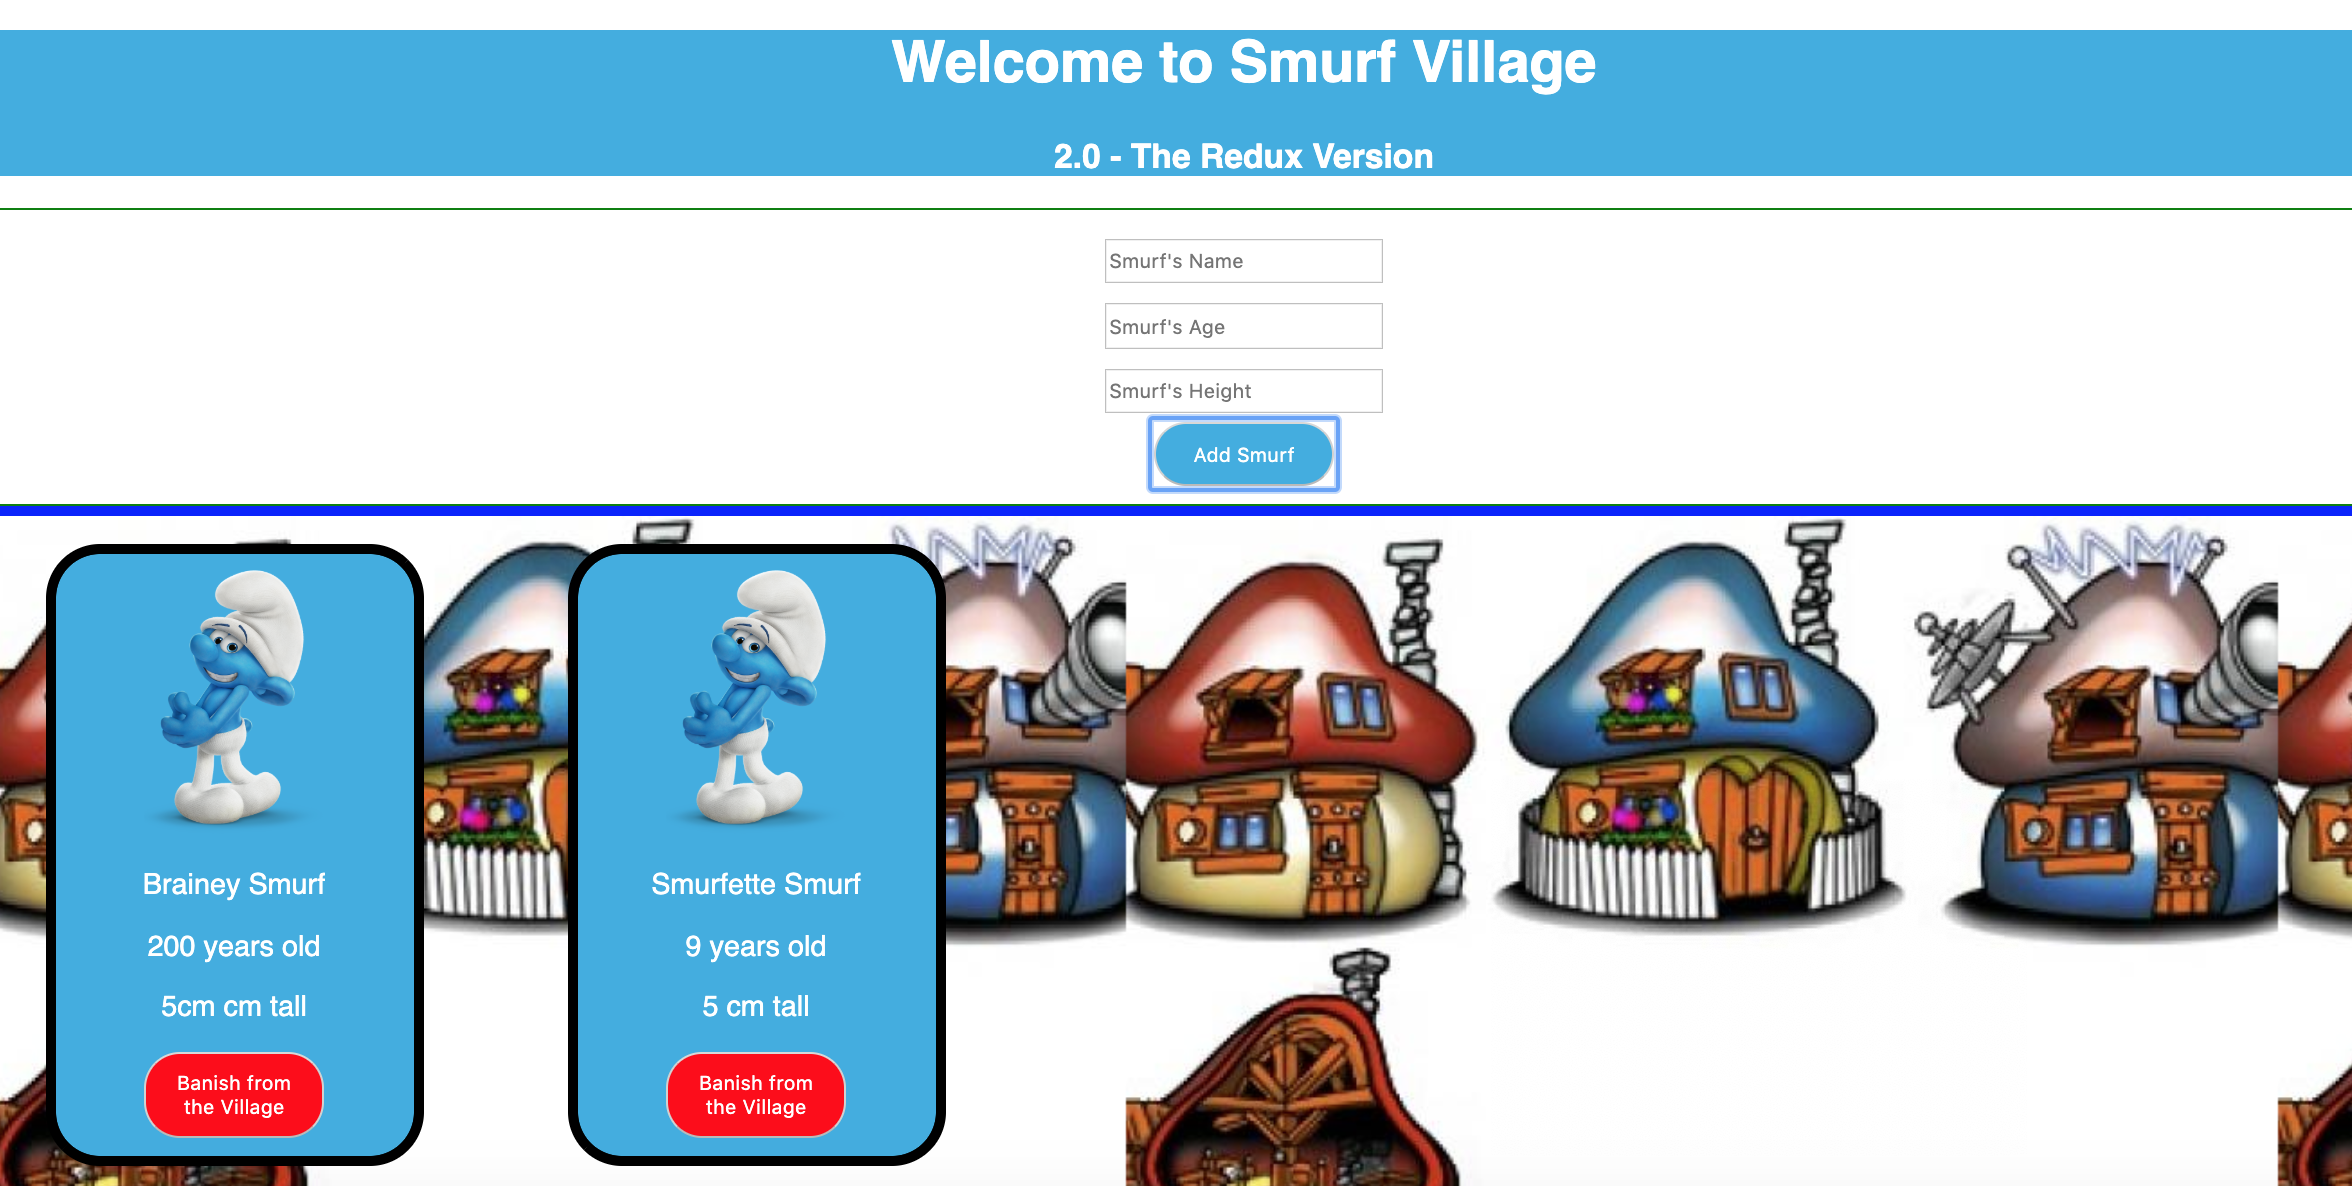 Welcome to Smurf Village
2.0 - The Redux Version
Smurf's Name
Smurf's Age
Smurf's Height
Add Smurf
Brainey Smurf
200 years old
5cm cm tall
Banish from
the Village
Smurfette Smurf
9 years old
5 cm tall
Banish from
the Village